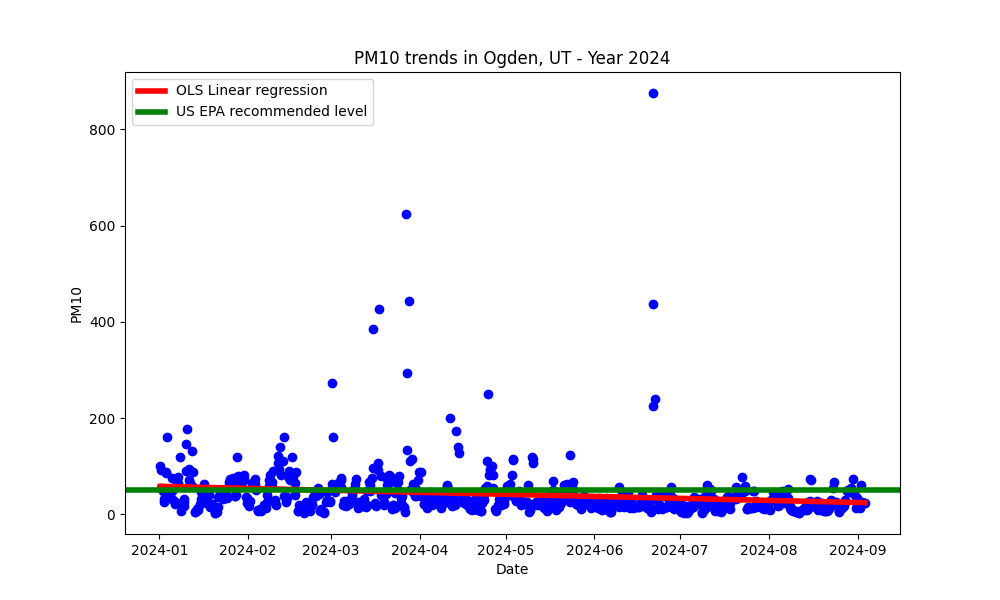 PM10 trends in Ogden, UT - Year 2024
OLS Linear regression
US EPA recommended level
PM10
800
600
400
200
0
2024-01
2024-02
2024-03
2024-04
2024-05
2024-06
2024-07
2024-08
2024-09
Date